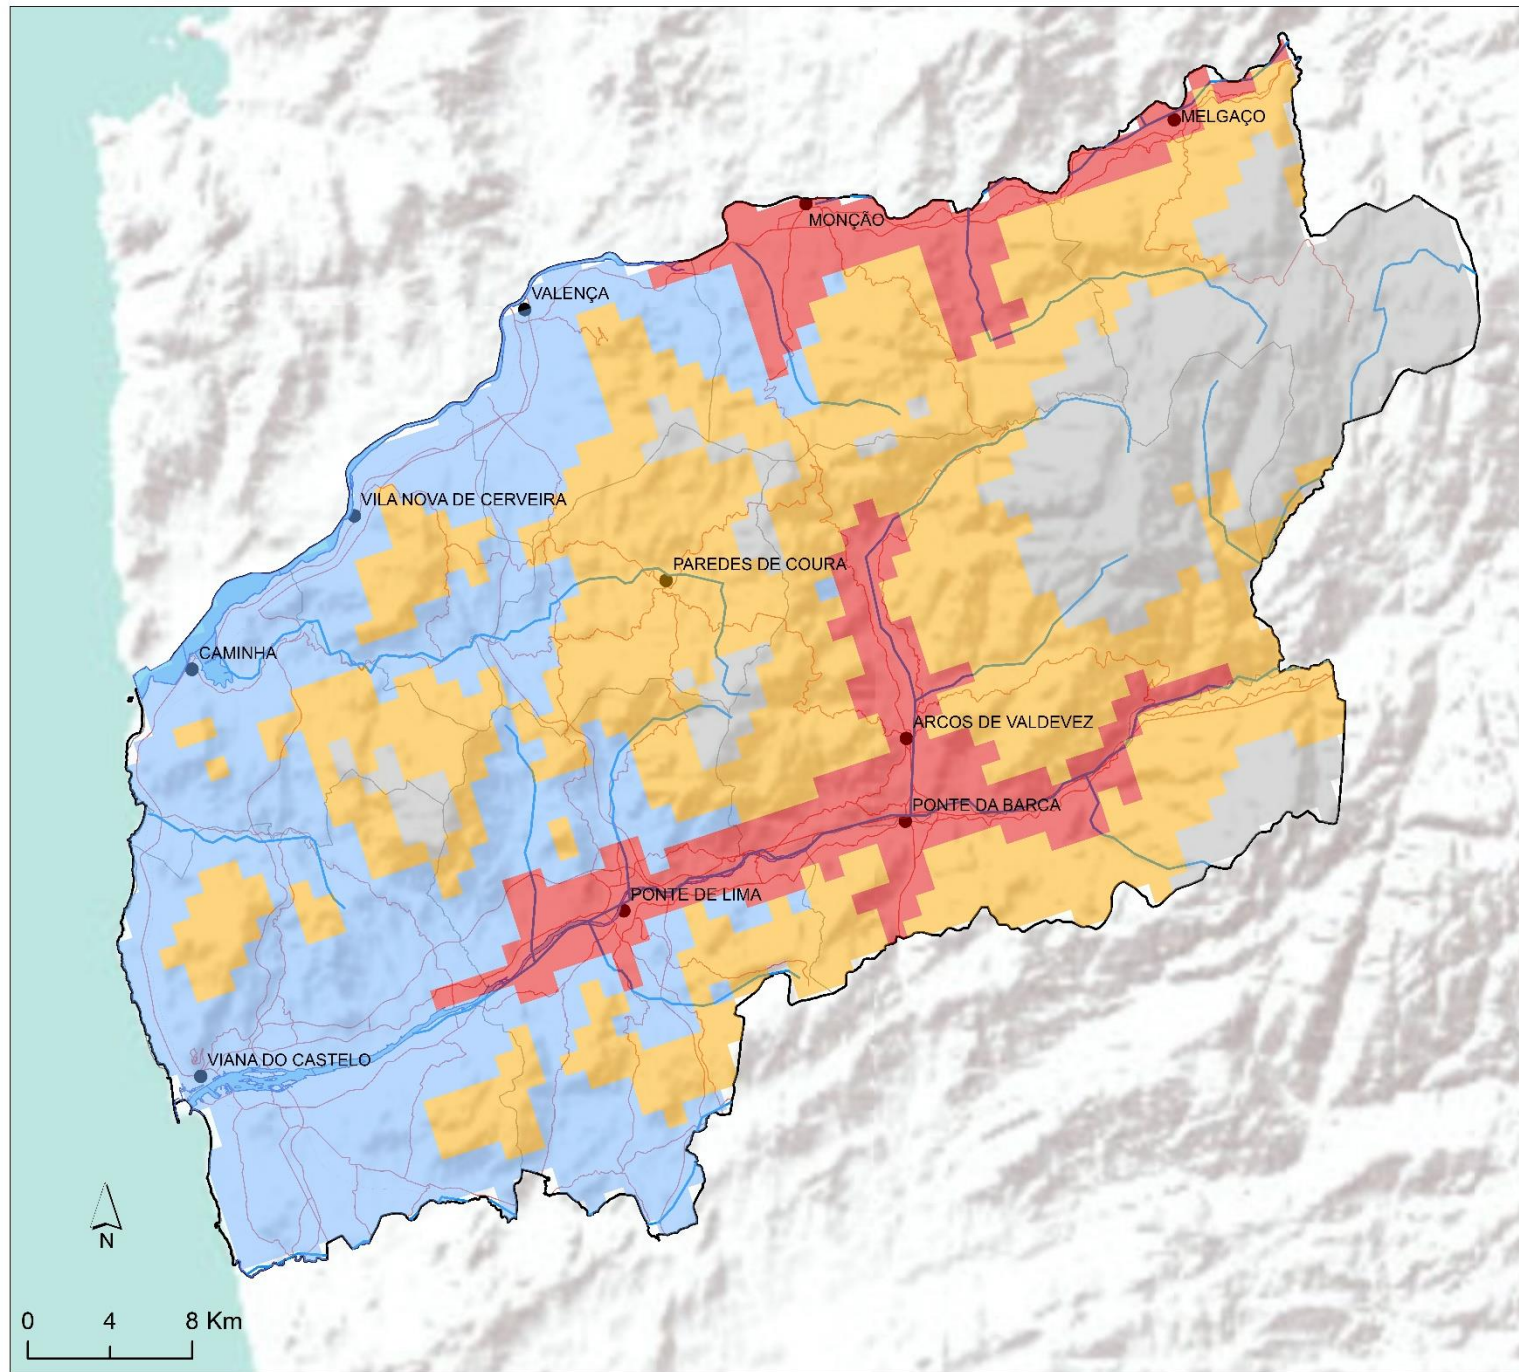 MELGAÇO
MONÇÃO
VALENÇA
VILA NOVA DE CERVEIRA
PAREDES DE COURA
CAMINHA
ARCOS DE VALDEVEZ
PONTE DA BARCA
PONTE DE LIMA
VIANA DO CASTELO
N
0 4 8 Km